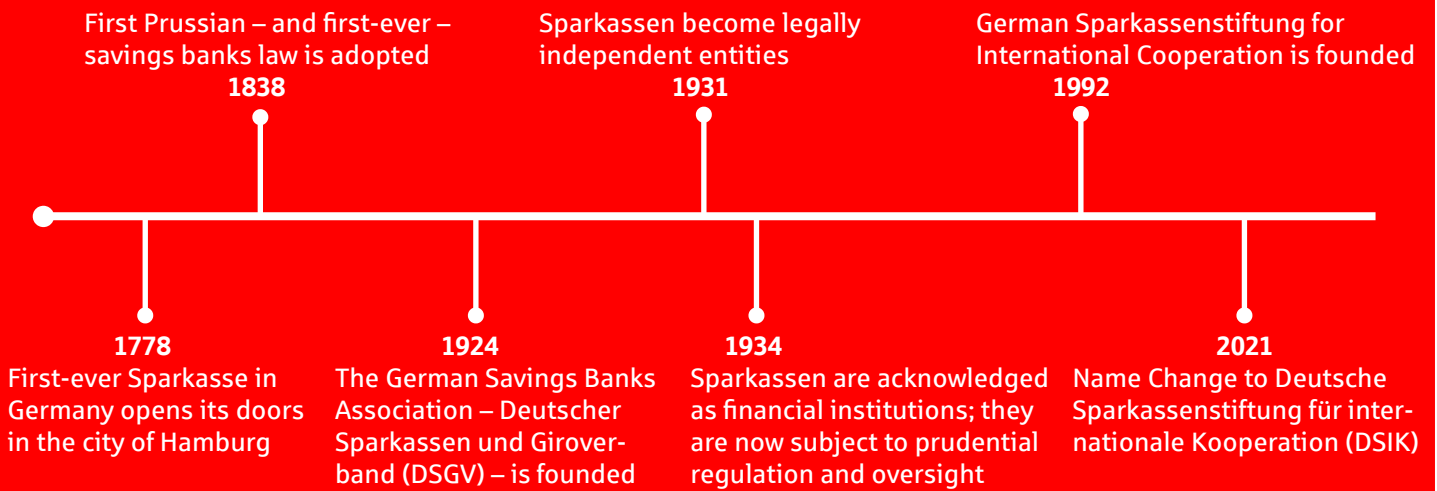 First Prussian – and first-ever –
savings banks law is adopted
1838
Sparkassen become legally
independent entities
1931
German Sparkassenstiftung for
International Cooperation is founded
1992
1778
First-ever Sparkasse in
Germany opens its doors
in the city of Hamburg
1924
The German Savings Banks
Association – Deutscher
Sparkassen und Girover-
band (DSGV) – is founded
1934
Sparkassen are acknowledged
as financial institutions; they
are now subject to prudential
regulation and oversight
2021
Name Change to Deutsche
Sparkassenstiftung für inter-
nationale Kooperation (DSIK)